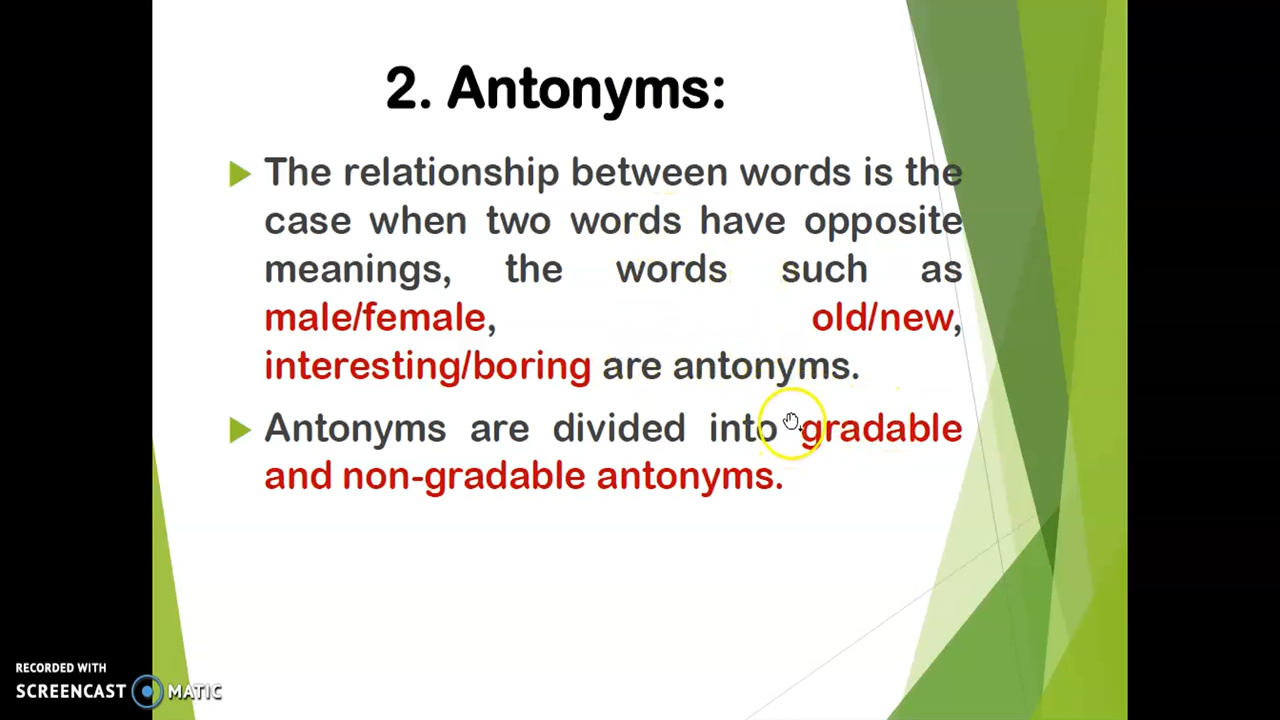 2. Antonyms:
The relationship between words is the
case when two words have opposite
meanings, the words such as
male/female, old/new,
interesting/boring are antonyms.
Antonyms are divided into gradable
and non-gradable antonyms.
RECORDED WITH
SCREENCAST MATIC